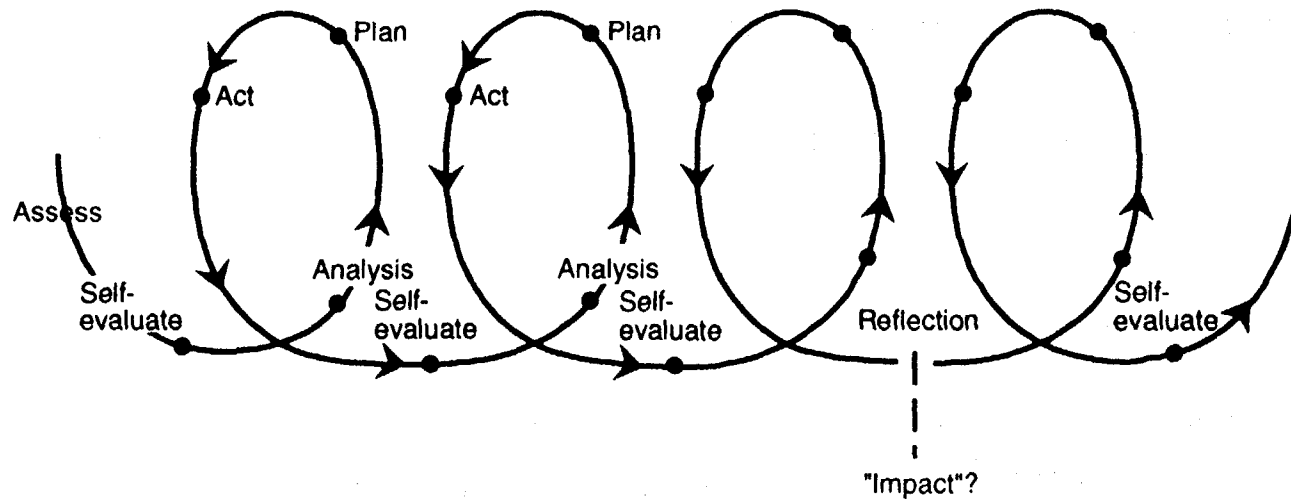 Plan
Plan
Act
Act
Assess
Analysis
Analysis
Self-
evaluate
Self-
evaluate
Self-
evaluate
Reflection
Self-
evaluate
"Impact"?